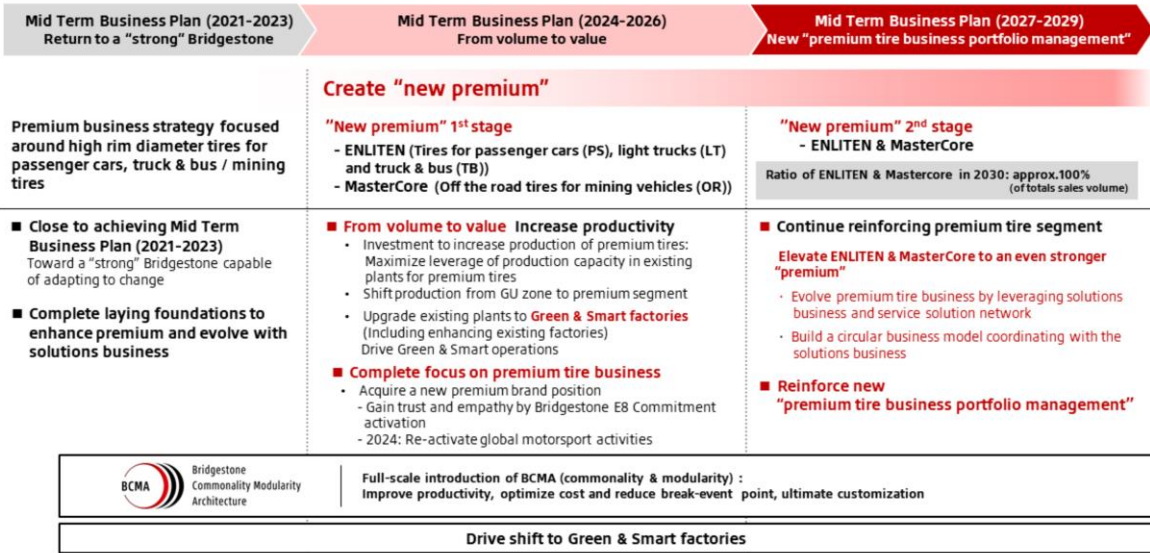 Mid Term Business Plan (2021-2023)
Return to a “strong” Bridgestone
Mid Term Business Plan (2024-2026)
From volume to value
Mid Term Business Plan (2027-2029)
New “premium tire business portfolio management”
Create “new premium”
Premium business strategy focused
around high rim diameter tires for
passenger cars, truck & bus / mining
tires
”New premium” 1st stage
- ENLITEN (Tires for passenger cars (PS), light trucks (LT)
and truck & bus (TB))
- MasterCore (Off the road tires for mining vehicles (OR))
”New premium” 2nd stage
- ENLITEN & MasterCore
Ratio of ENLITEN & Mastercore in 2030: approx.100%
(of totals sales volume)
■ Close to achieving Mid Term
Business Plan (2021-2023)
Toward a “strong” Bridgestone capable
of adapting to change
■ Complete laying foundations to
enhance premium and evolve with
solutions business
■ From volume to value Increase productivity
• Investment to increase production of premium tires:
Maximize leverage of production capacity in existing
plants for premium tires
• Shift production from GU zone to premium segment
• Upgrade existing plants to Green & Smart factories
(Including enhancing existing factories)
Drive Green & Smart operations
■ Complete focus on premium tire business
• Acquire a new premium brand position
- Gain trust and empathy by Bridgestone E8 Commitment
activation
- 2024: Re-activate global motorsport activities
■ Continue reinforcing premium tire segment
Elevate ENLITEN & MasterCore to an even stronger
“premium”
· Evolve premium tire business by leveraging solutions
business and service solution network
· Build a circular business model coordinating with the
solutions business
■ Reinforce new
“premium tire business portfolio management”
BCMA
Bridgestone
Commonality Modularity
Architecture
Full-scale introduction of BCMA (commonality & modularity) :
Improve productivity, optimize cost and reduce break-event point, ultimate customization
Drive shift to Green & Smart factories